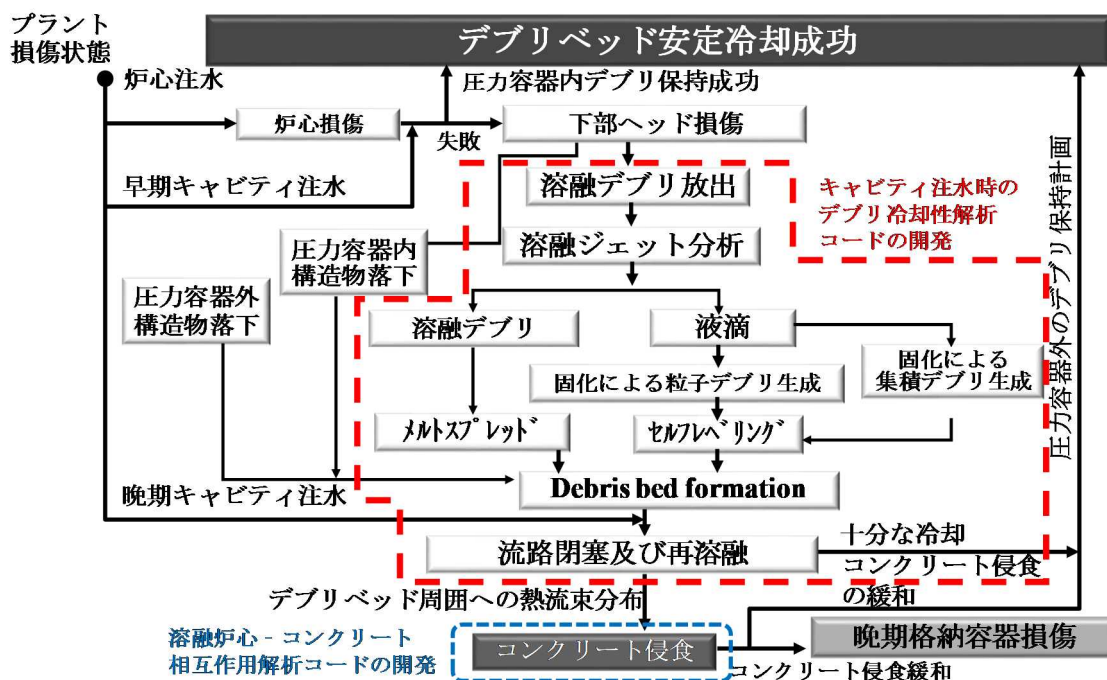 プラント
損傷状態
デブリベッド安定冷却成功
炉心注水
圧力容器内デブリ保持成功
炉心損傷
失敗
下部ヘッド損傷
早期キャビティ注水
溶融デブリ放出
キャビティ注水時の
デブリ冷却性解析
コードの開発
圧力容器外のデブリ保持計画
溶融ジェット分析
圧力容器内
構造物落下
圧力容器外
構造物落下
溶融デブリ
液滴
固化による
集積デブリ生成
固化による粒子デブリ生成
ﾒﾙﾄｽﾌﾟﾚｯﾄﾞ
ｾﾙﾌﾚﾍﾞﾘﾝｸﾞ
晩期キャビティ注水
Debris bed formation
流路閉塞及び再溶融
十分な冷却
コンクリート侵食
の緩和
デブリベッド周囲への熱流束分布
溶融炉心 - コンクリート
相互作用解析コードの開発
コンクリート侵食
晩期格納容器損傷
コンクリート侵食緩和